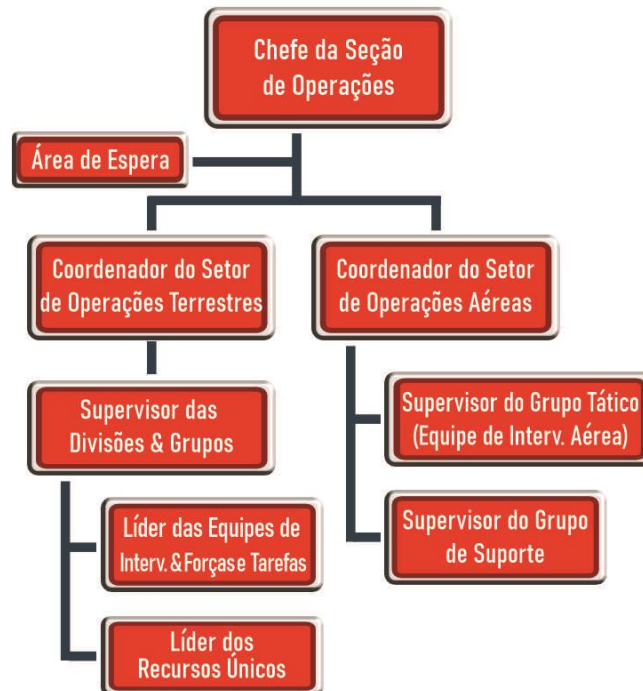 Chefe da Seção
de Operações
Área de Espera
Coordenador do Setor
de Operações Terrestres
Coordenador do Setor
de Operações Aéreas
Supervisor das
Divisões & Grupos
Supervisor do Grupo Tático
(Equipe de Interv. Aérea)
Líder das Equipes de
Interv. & Forças e Tarefas
Supervisor do Grupo
de Suporte
Líder dos
Recursos Únicos